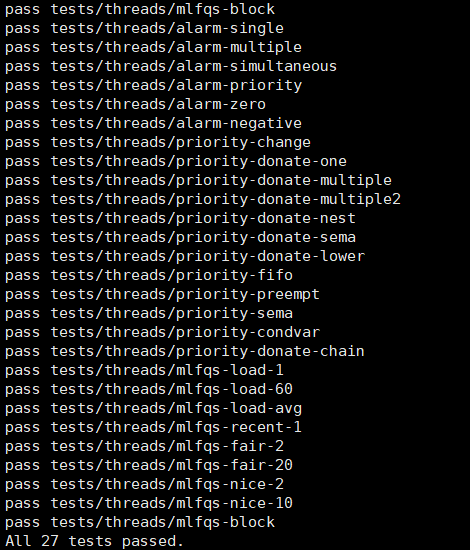 pass tests/threads/mlfqs-block
pass tests/threads/alarm-single
pass tests/threads/alarm-multiple
pass tests/threads/alarm-simultaneous
pass tests/threads/alarm-priority
pass tests/threads/alarm-zero
pass tests/threads/alarm-negative
pass tests/threads/priority-change
pass tests/threads/priority-donate-one
pass tests/threads/priority-donate-multiple
pass tests/threads/priority-donate-multiple2
pass tests/threads/priority-donate-nest
pass tests/threads/priority-donate-sema
pass tests/threads/priority-donate-lower
pass tests/threads/priority-fifo
pass tests/threads/priority-preempt
pass tests/threads/priority-sema
pass tests/threads/priority-condvar
pass tests/threads/priority-donate-chain
pass tests/threads/mlfqs-load-1
pass tests/threads/mlfqs-load-60
pass tests/threads/mlfqs-load-avg
pass tests/threads/mlfqs-recent-1
pass tests/threads/mlfqs-fair-2
pass tests/threads/mlfqs-fair-20
pass tests/threads/mlfqs-nice-2
pass tests/threads/mlfqs-nice-10
pass tests/threads/mlfqs-block
All 27 tests passed.